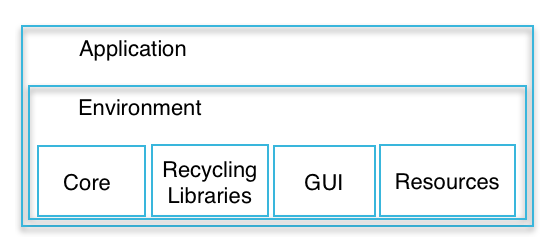 Application
Environment
Core
Recycling
Libraries
GUI
Resources